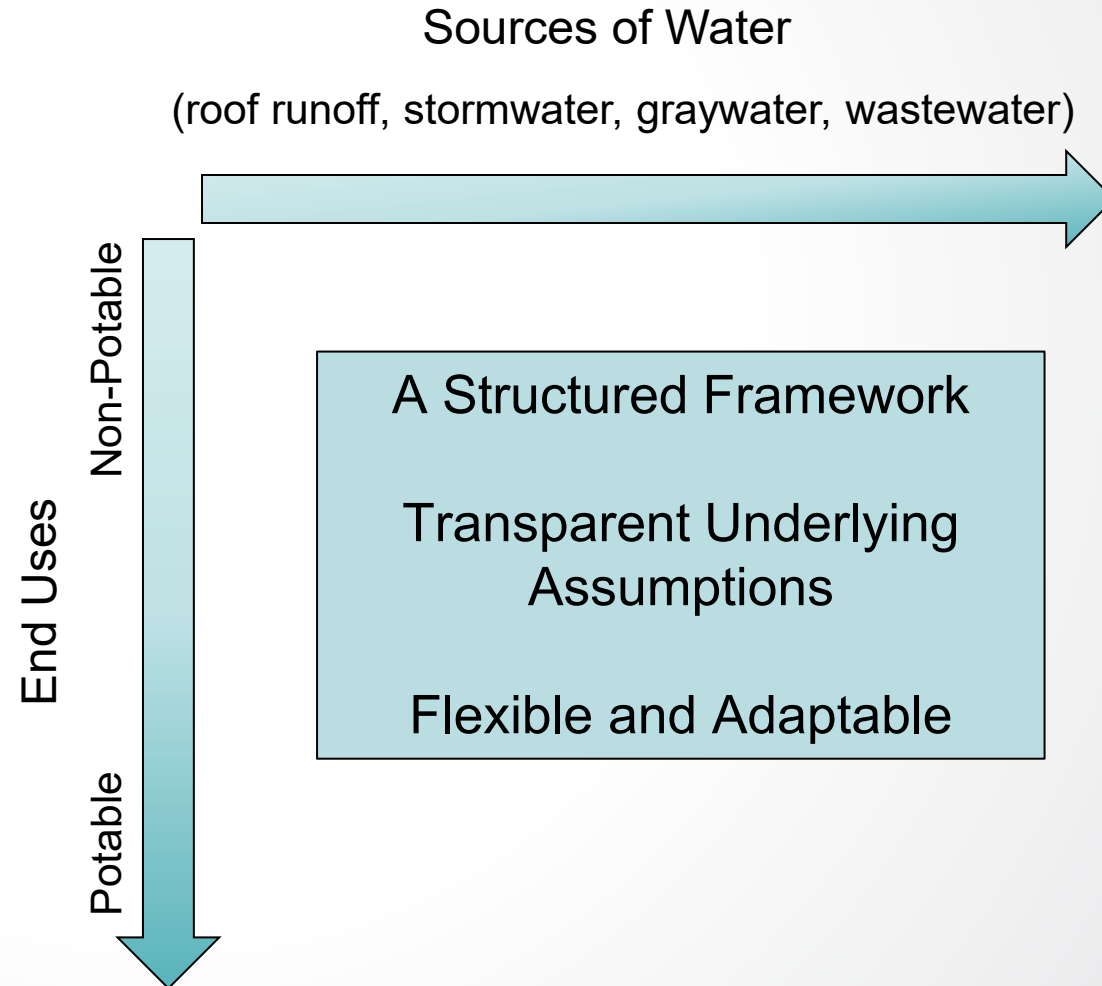 Sources of Water
(roof runoff, stormwater, graywater, wastewater)
End Uses
Non-Potable
Potable
A Structured Framework
Transparent Underlying
Assumptions
Flexible and Adaptable